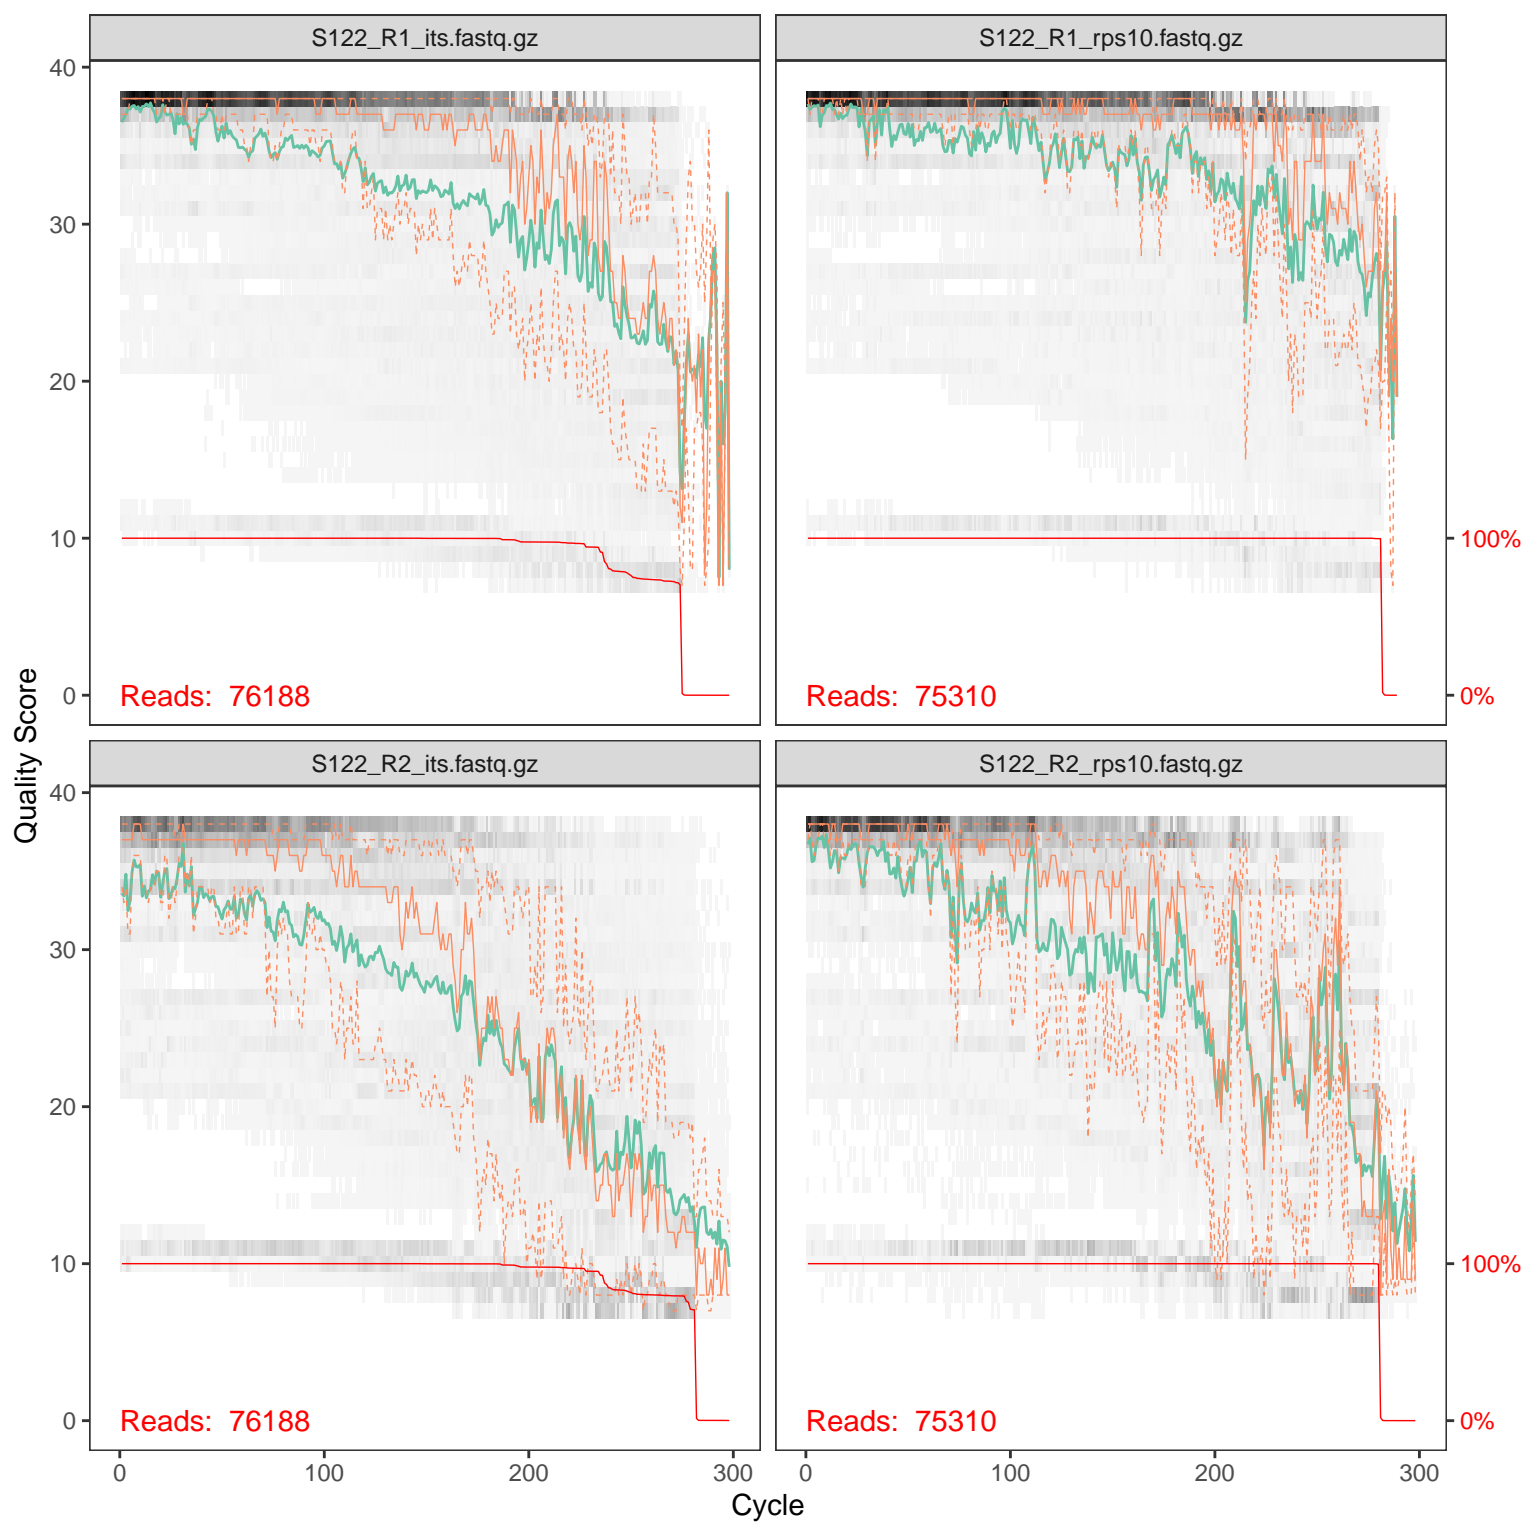 S122_R1_its.fastq.gz
S122_R1_rps10.fastq.gz
40
30
20
10
0
Reads: 76188
Reads: 75310
100%
0%
Quality Score
S122_R2_its.fastq.gz
S122_R2_rps10.fastq.gz
40
30
20
10
0
Reads: 76188
Reads: 75310
100%
0%
0 100 200 300
0 100 200 300
Cycle